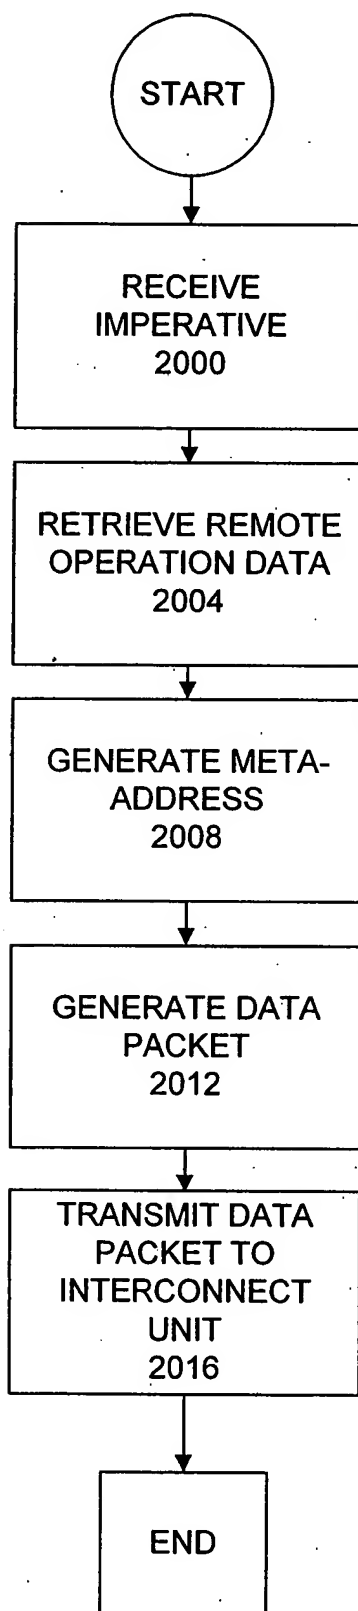 START
RECEIVE
IMPERATIVE
2000
RETRIEVE REMOTE
OPERATION DATA
2004
GENERATE META-
ADDRESS
2008
GENERATE DATA
PACKET
2012
TRANSMIT DATA
PACKET TO
INTERCONNECT
UNIT
2016
END